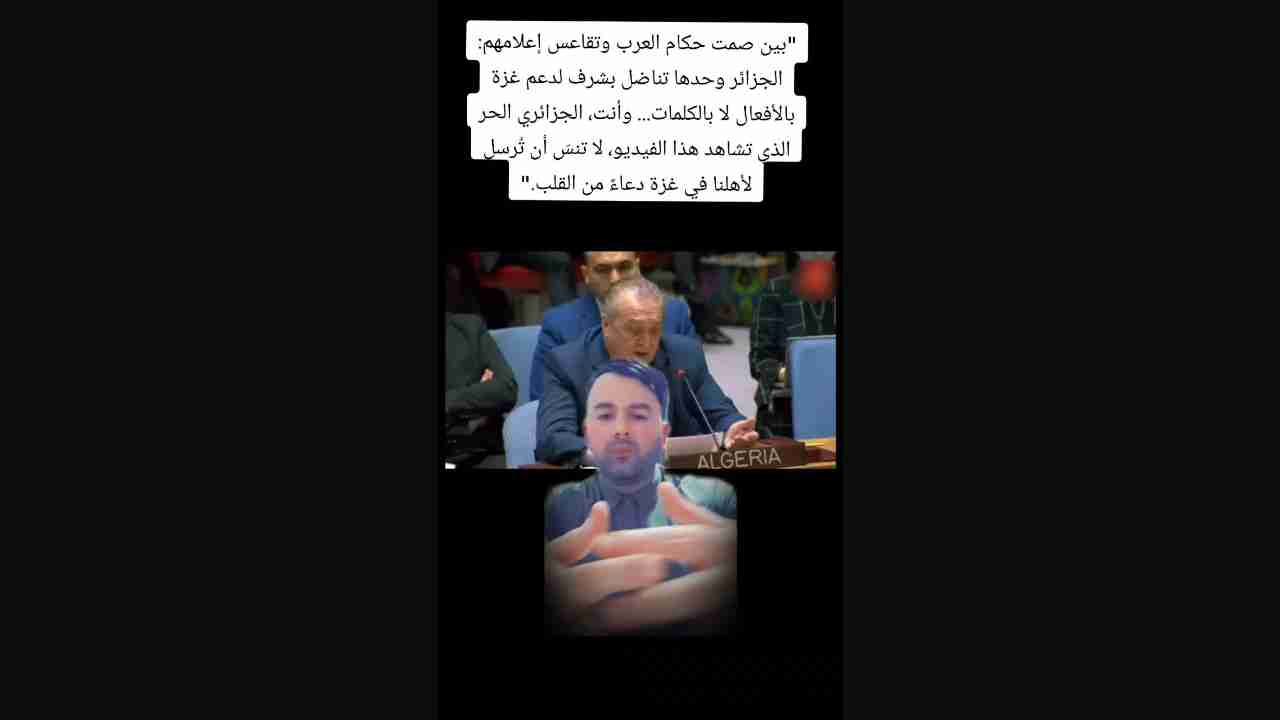 "بين صمت حكام العرب وتقاعس إعلامهم:
الجزائر وحدها تناضل بشرف لدعم غزة
بالأفعال لا بالكلمات... وأنت، الجزائري الحر
الذي تشاهد هذا الفيديو، لا تنسَ أن تُرسل
لأهلنا في غزة دعاءً من القلب."
ALGERIA